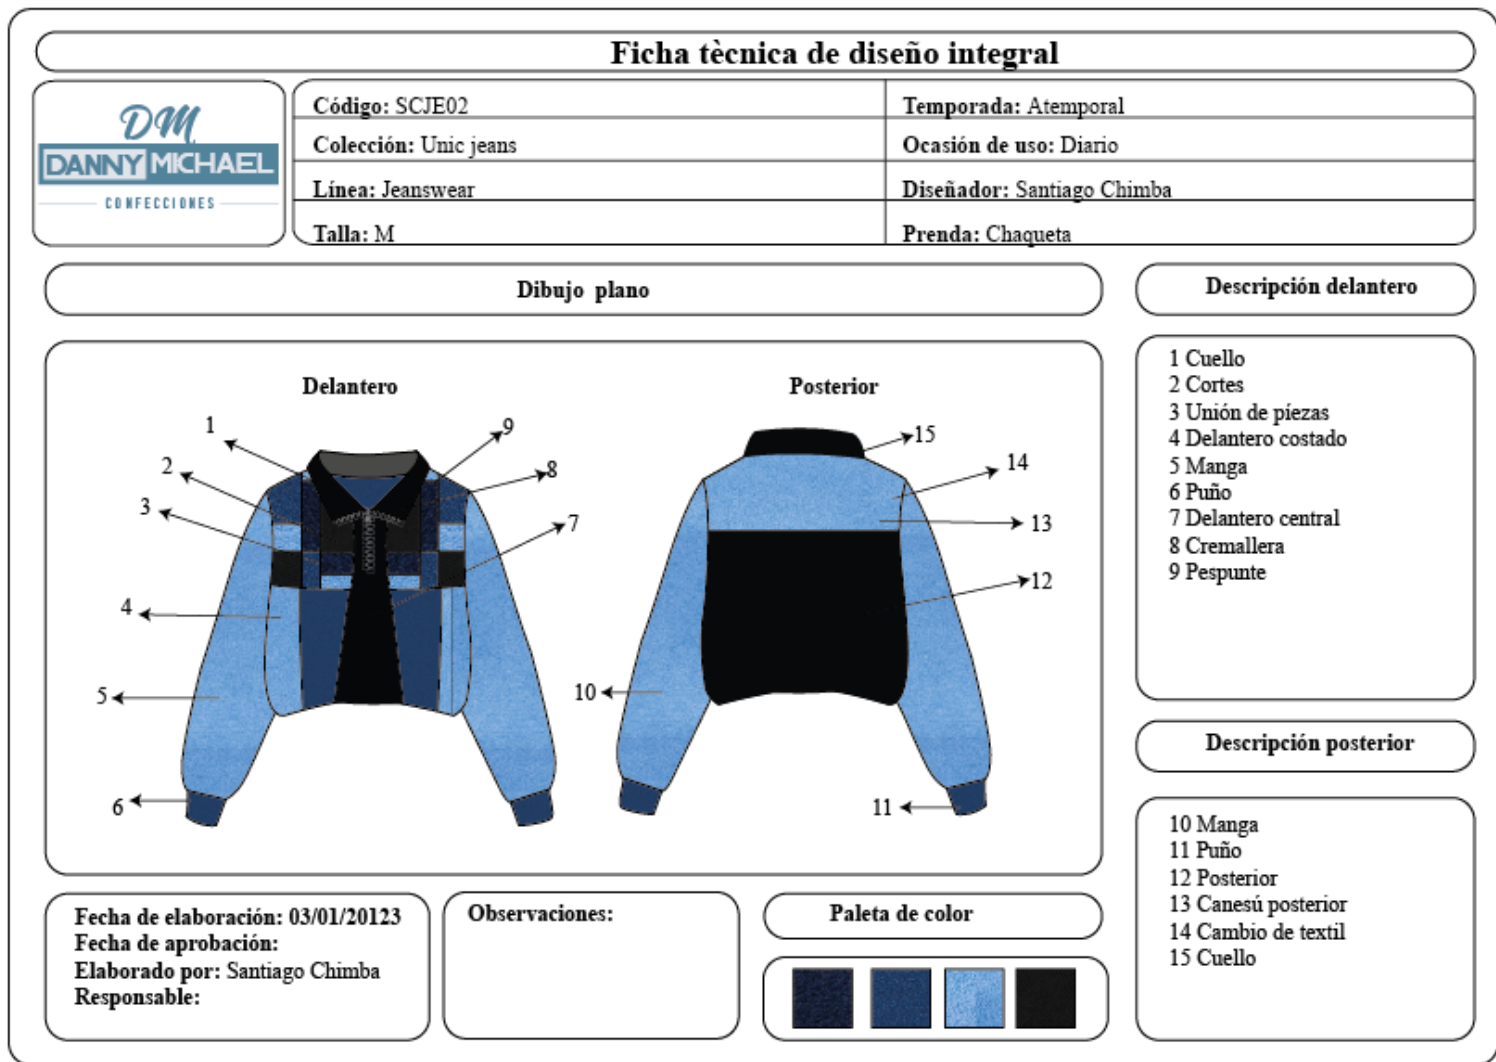 Ficha tècnica de diseño integral
DM
DANNY MICHAEL
CONFECCIONES
Código: SCJE02
Temporada: Atemporal
Colección: Unic jeans
Ocasión de uso: Diario
Línea: Jeanswear
Diseñador: Santiago Chimba
Talla: M
Prenda: Chaqueta
Dibujo plano
Delantero
1
2
3
4
5
6
9
8
7
Posterior
15
14
13
12
10
11
Descripción delantero
1 Cuello
2 Cortes
3 Unión de píezas
4 Delantero costado
5 Manga
6 Puño
7 Delantero central
8 Cremallera
9 Pespunte
Descripción posterior
10 Manga
11 Puño
12 Posterior
13 Canesú posterior
14 Cambio de textil
15 Cuello
Fecha de elaboración: 03/01/20123
Fecha de aprobación:
Elaborado por: Santiago Chimba
Responsable:
Observaciones:
Paleta de color